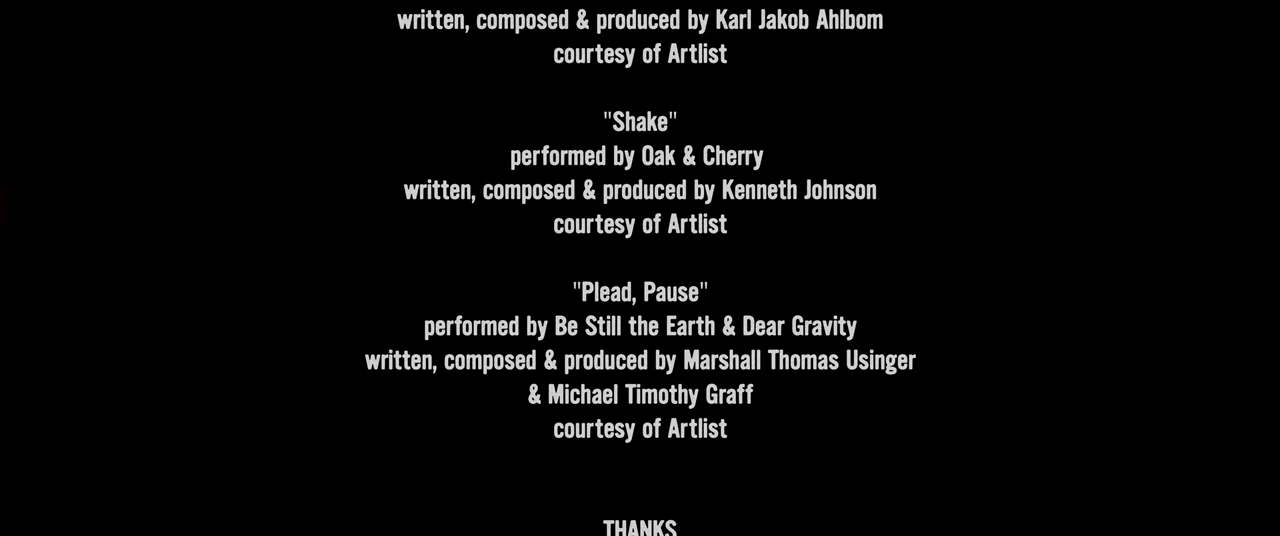 written, composed & produced by Karl Jakob Ahlbom
courtesy of Artlist
"Shake"
performed by Oak & Cherry
written, composed & produced by Kenneth Johnson
courtesy of Artlist
"Plead, Pause"
performed by Be Still the Earth & Dear Gravity
written, composed & produced by Marshall Thomas Usinger
& Michael Timothy Graff
courtesy of Artlist
THANKS